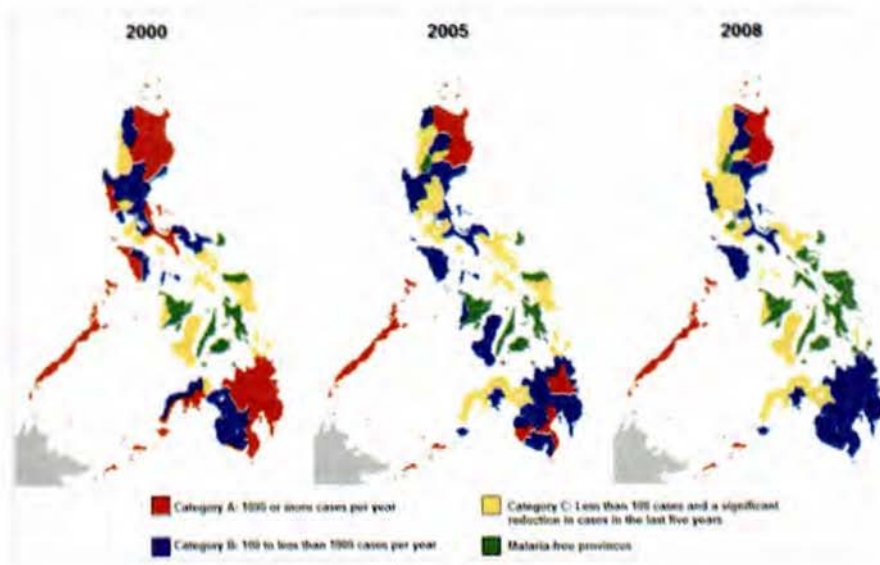 2000
2005
2008
Category A: 1000 or more cases per year
Category C: Less than 100 cases and a significant
reduction in cases in the last five years
Category B: 100 to less than 1000 cases per year
Malaria-free provinces